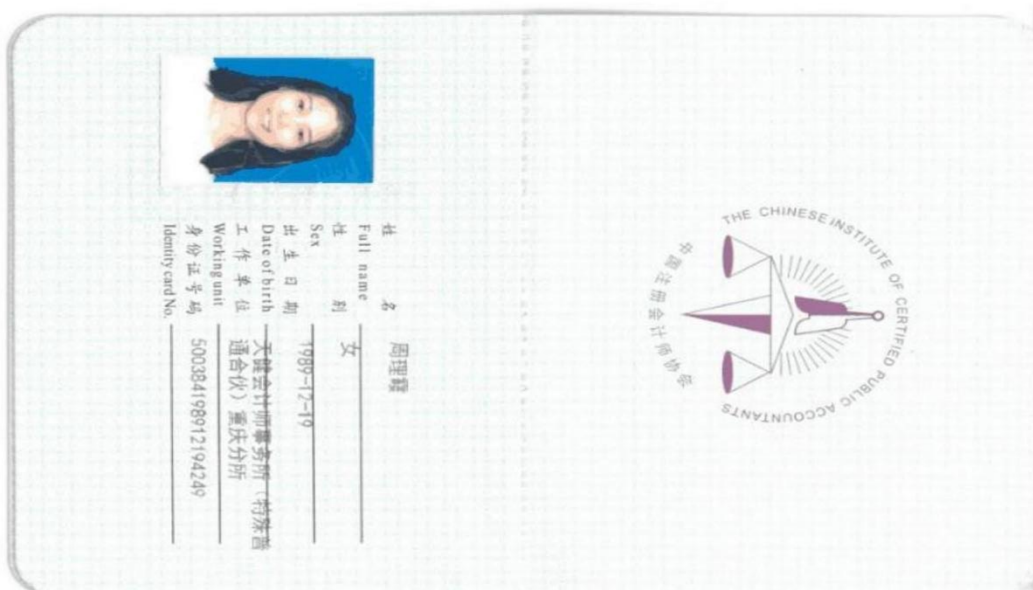 姓名 周理霞
Full name
性别 女
Sex
出生日期 1989-12-19
Date of birth
工作单位 天健会计师事务所(特殊普
Working unit 通合伙)重庆分所
身份证号码 500384198912194249
Identity card No.
THE CHINESE INSTITUTE OF CERTIFIED PUBLIC ACCOUNTANTS
中国注册会计师协会